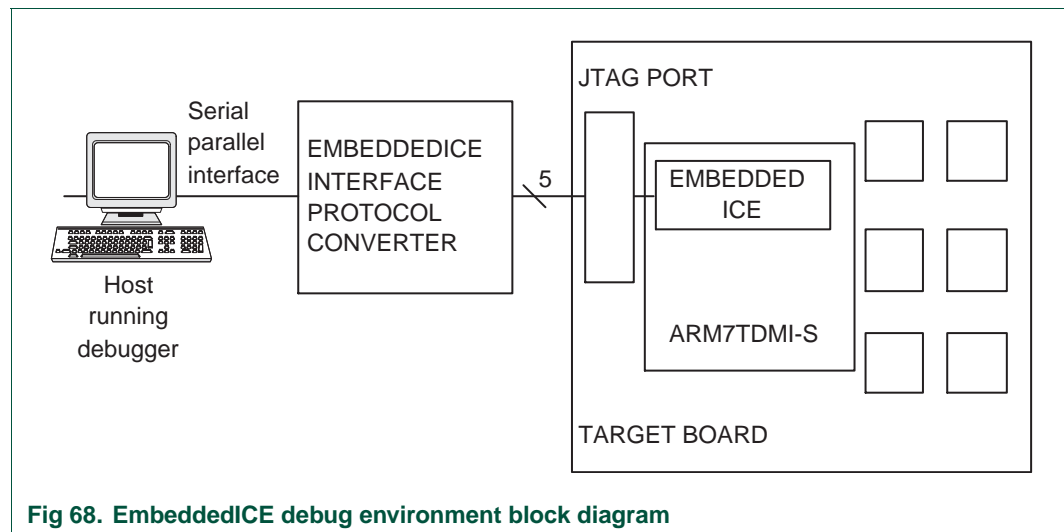 Serial
parallel
interface
Host
running
debugger
EMBEDDEDICE
INTERFACE
PROTOCOL
CONVERTER
5
JTAG PORT
EMBEDDED
ICE
ARM7TDMI-S
TARGET BOARD
Fig 68. EmbeddedICE debug environment block diagram